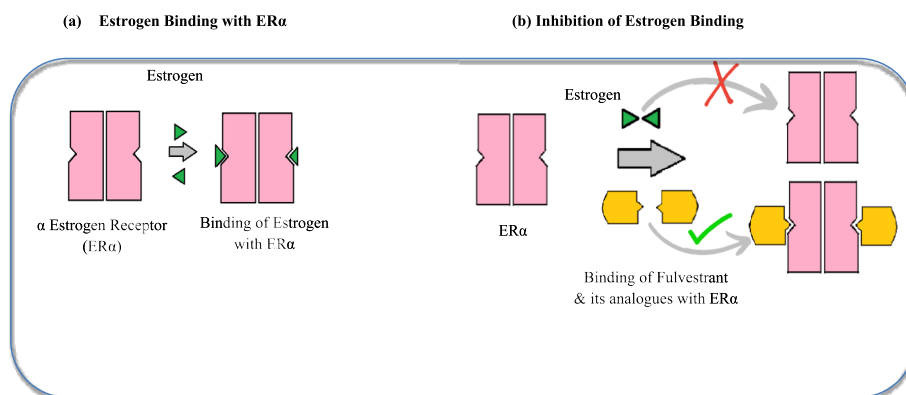 (a) Estrogen Binding with ERα
(b) Inhibition of Estrogen Binding
Estrogen
α Estrogen Receptor
(ERα)
Binding of Estrogen
with ERα
Estrogen
ERα
Binding of Fulvestrant
& its analogues with ERα